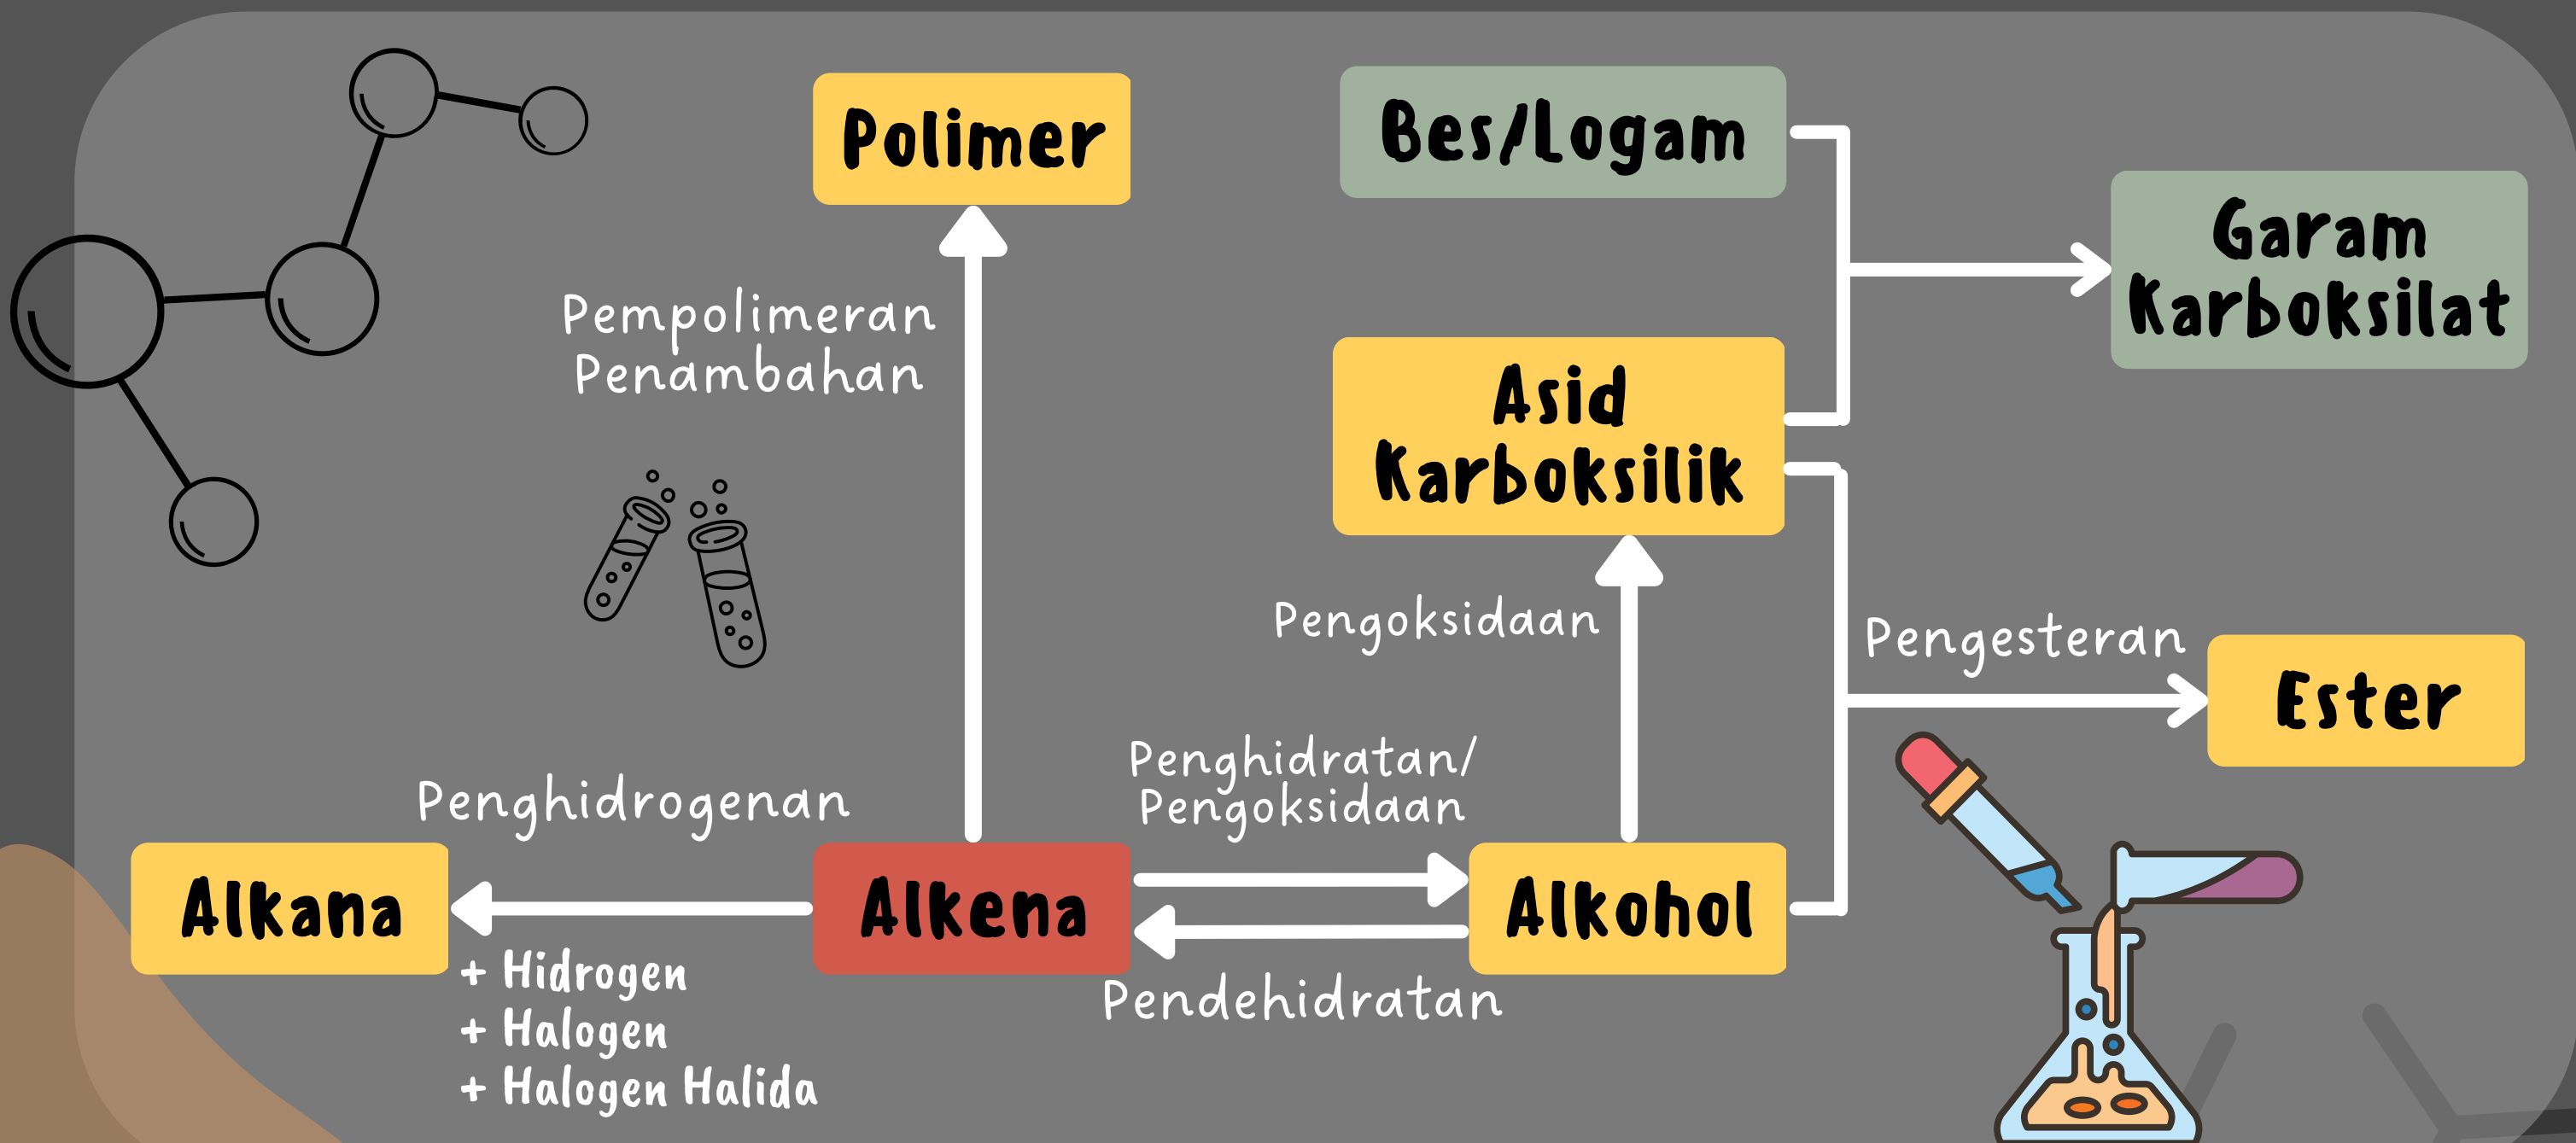 Polimer
Bes/Logam
Garam
Karboksilat
Pempolimeran
Penambahan
Asid
Karboksilik
Pengoksidaan
Pengesteran
Ester
Penghidratan/
Pengoksidaan
Penghidrogenan
Alkana
Alkena
Alkohol
+ Hidrogen
+ Halogen
+ Halogen Halida
Pendehidratan